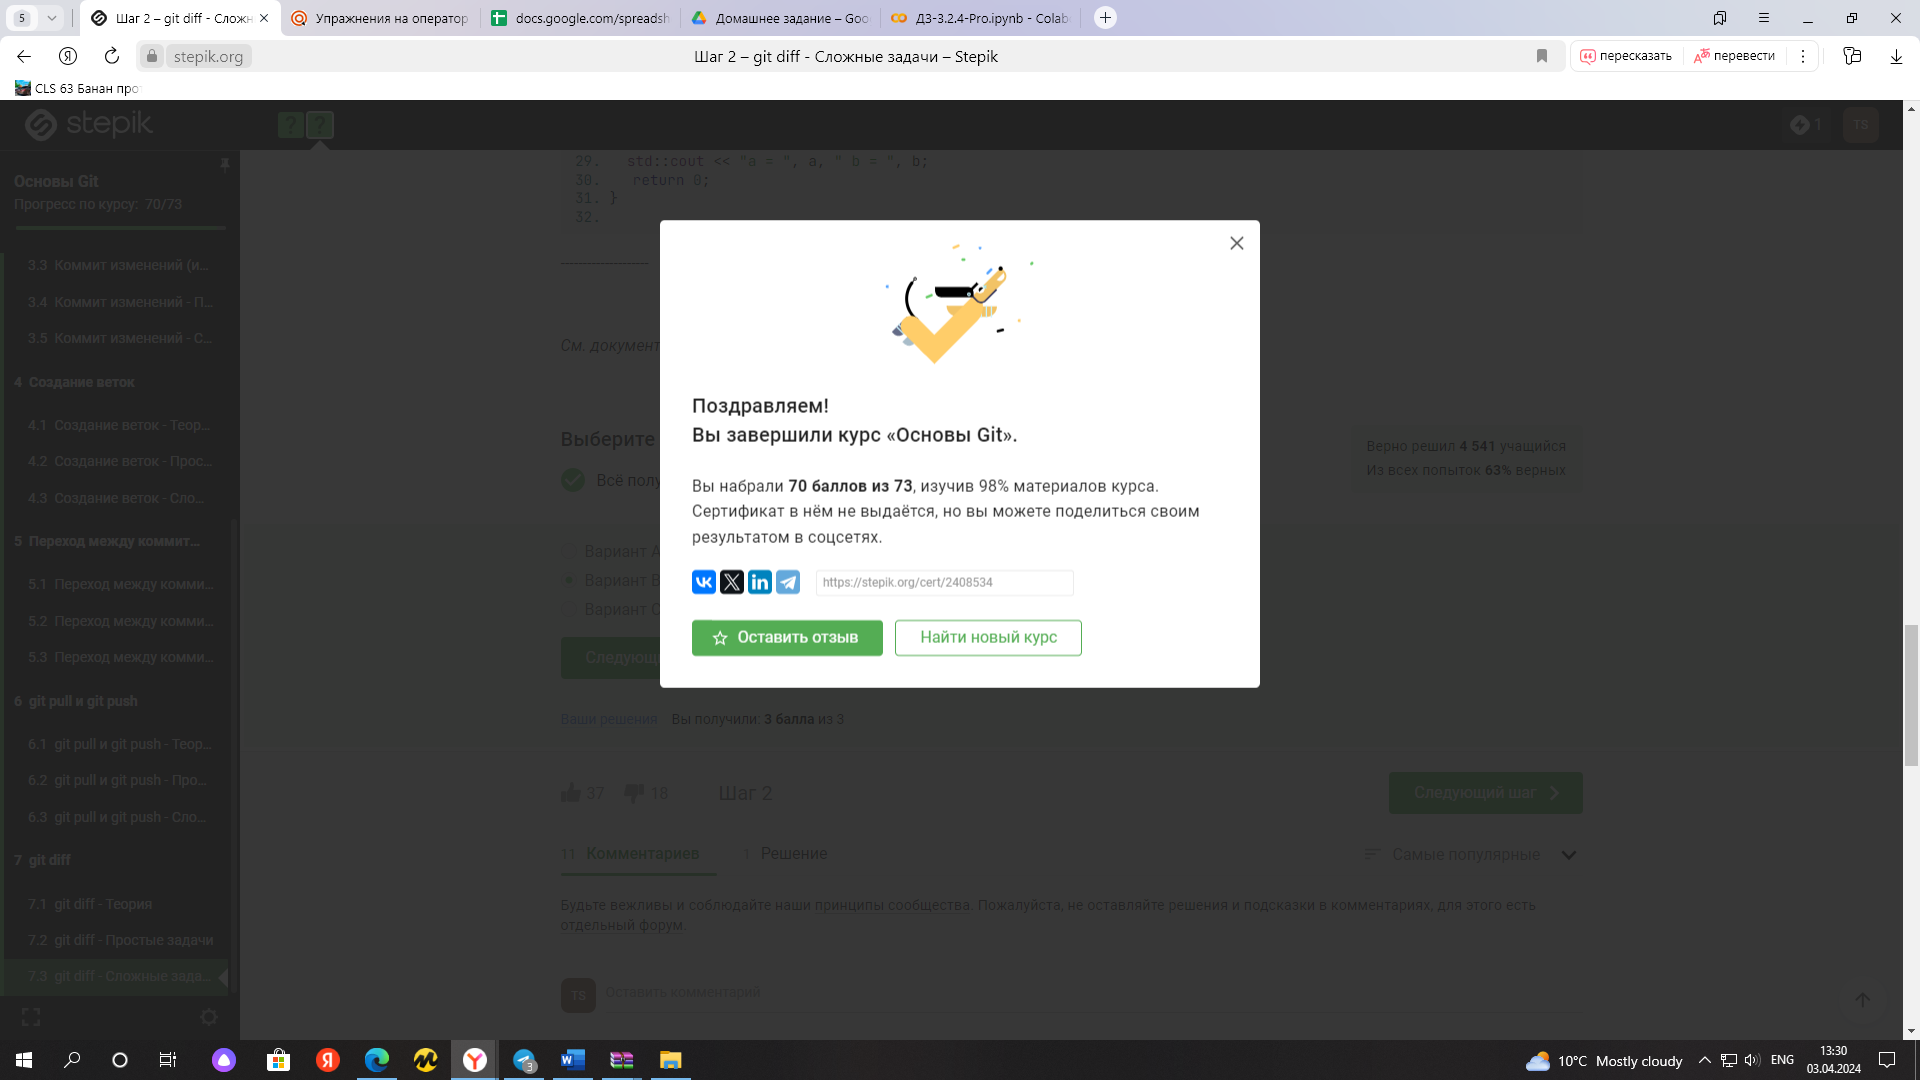 5
Шаг 2 – git diff - Сложн
Упражнения на оператор
docs.google.com/spreadsh
Домашнее задание – Goo
ДЗ-3.2.4-Pro.ipynb - Colab
stepik.org
Шаг 2 – git diff - Сложные задачи – Stepik
пересказать
перевести
CLS 63 Банан прот
stepik
?
?
1
TS
Основы Git
Прогресс по курсу: 70/73
3.3 Коммит изменений (и...
3.4 Коммит изменений - П...
3.5 Коммит изменений - С...
4 Создание веток
4.1 Создание веток - Теор...
4.2 Создание веток - Прос...
4.3 Создание веток - Сло...
5 Переход между коммит...
5.1 Переход между комми...
5.2 Переход между комми...
5.3 Переход между комми...
6 git pull и git push
6.1 git pull и git push - Теор...
6.2 git pull и git push - Про...
6.3 git pull и git push - Сло...
7 git diff
7.1 git diff - Теория
7.2 git diff - Простые задачи
7.3 git diff - Сложные зада...
29. std::cout << "a = ", a, " b = ", b;
30. return 0;
31. }
32.
--------------------
См. документ
Выберите
Всё полу
Верно решил 4 541 учащийся
Из всех попыток 63% верных
Вариант A
Вариант B
Вариант C
Следующ
Поздравляем!
Вы завершили курс «Основы Git».
Вы набрали 70 баллов из 73, изучив 98% материалов курса.
Сертификат в нём не выдаётся, но вы можете поделиться своим
результатом в соцсетях.
https://stepik.org/cert/2408534
Оставить отзыв
Найти новый курс
Ваши решения Вы получили: 3 балла из 3
37 18 Шаг 2
Следующий шаг
11 Комментариев
1 Решение
Самые популярные
Будьте вежливы и соблюдайте наши принципы сообщества. Пожалуйста, не оставляйте решения и подсказки в комментариях, для этого есть
отдельный форум.
TS
Оставить комментарий
3
10°C Mostly cloudy
ENG
13:30
03.04.2024